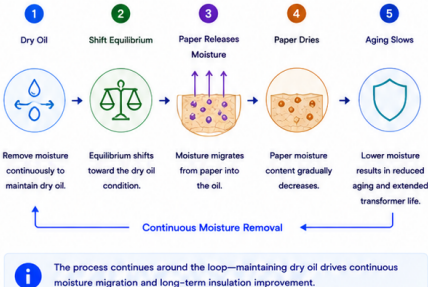 1
2
3
4
5
Dry Oil
Shift Equilibrium
Paper Releases
Moisture
Paper Dries
Aging Slows
Remove moisture
continuously to
maintain dry oil.
Equilibrium shifts
toward the dry oil
condition.
Moisture migrates
from paper into
the oil.
Paper moisture
content gradually
decreases.
Lower moisture
results in reduced
aging and extended
transformer life.
Continuous Moisture Removal
i
The process continues around the loop—maintaining dry oil drives continuous
moisture migration and long-term insulation improvement.